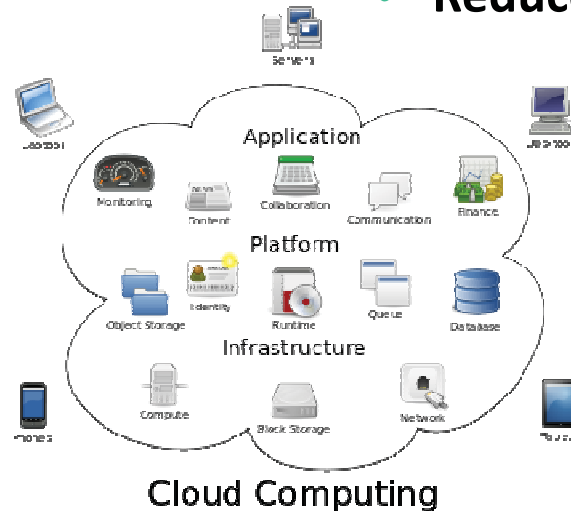 Reduce
Servers
Application
Monitoring
Content
Collaboration
Communication
Finance
Platform
Object Storage
Identity
Runtime
Queue
Database
Infrastructure
Compute
Block Storage
Network
Cloud Computing